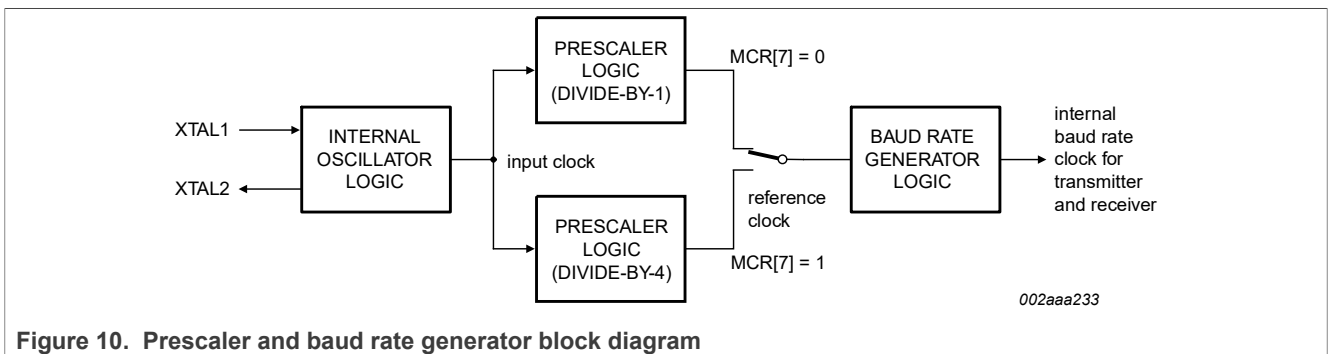 XTAL1
XTAL2
INTERNAL
OSCILLATOR
LOGIC
input clock
PRESCALER
LOGIC
(DIVIDE-BY-1)
MCR[7] = 0
PRESCALER
LOGIC
(DIVIDE-BY-4)
MCR[7] = 1
reference
clock
BAUD RATE
GENERATOR
LOGIC
internal
baud rate
clock for
transmitter
and receiver
002aaa233
Figure 10. Prescaler and baud rate generator block diagram